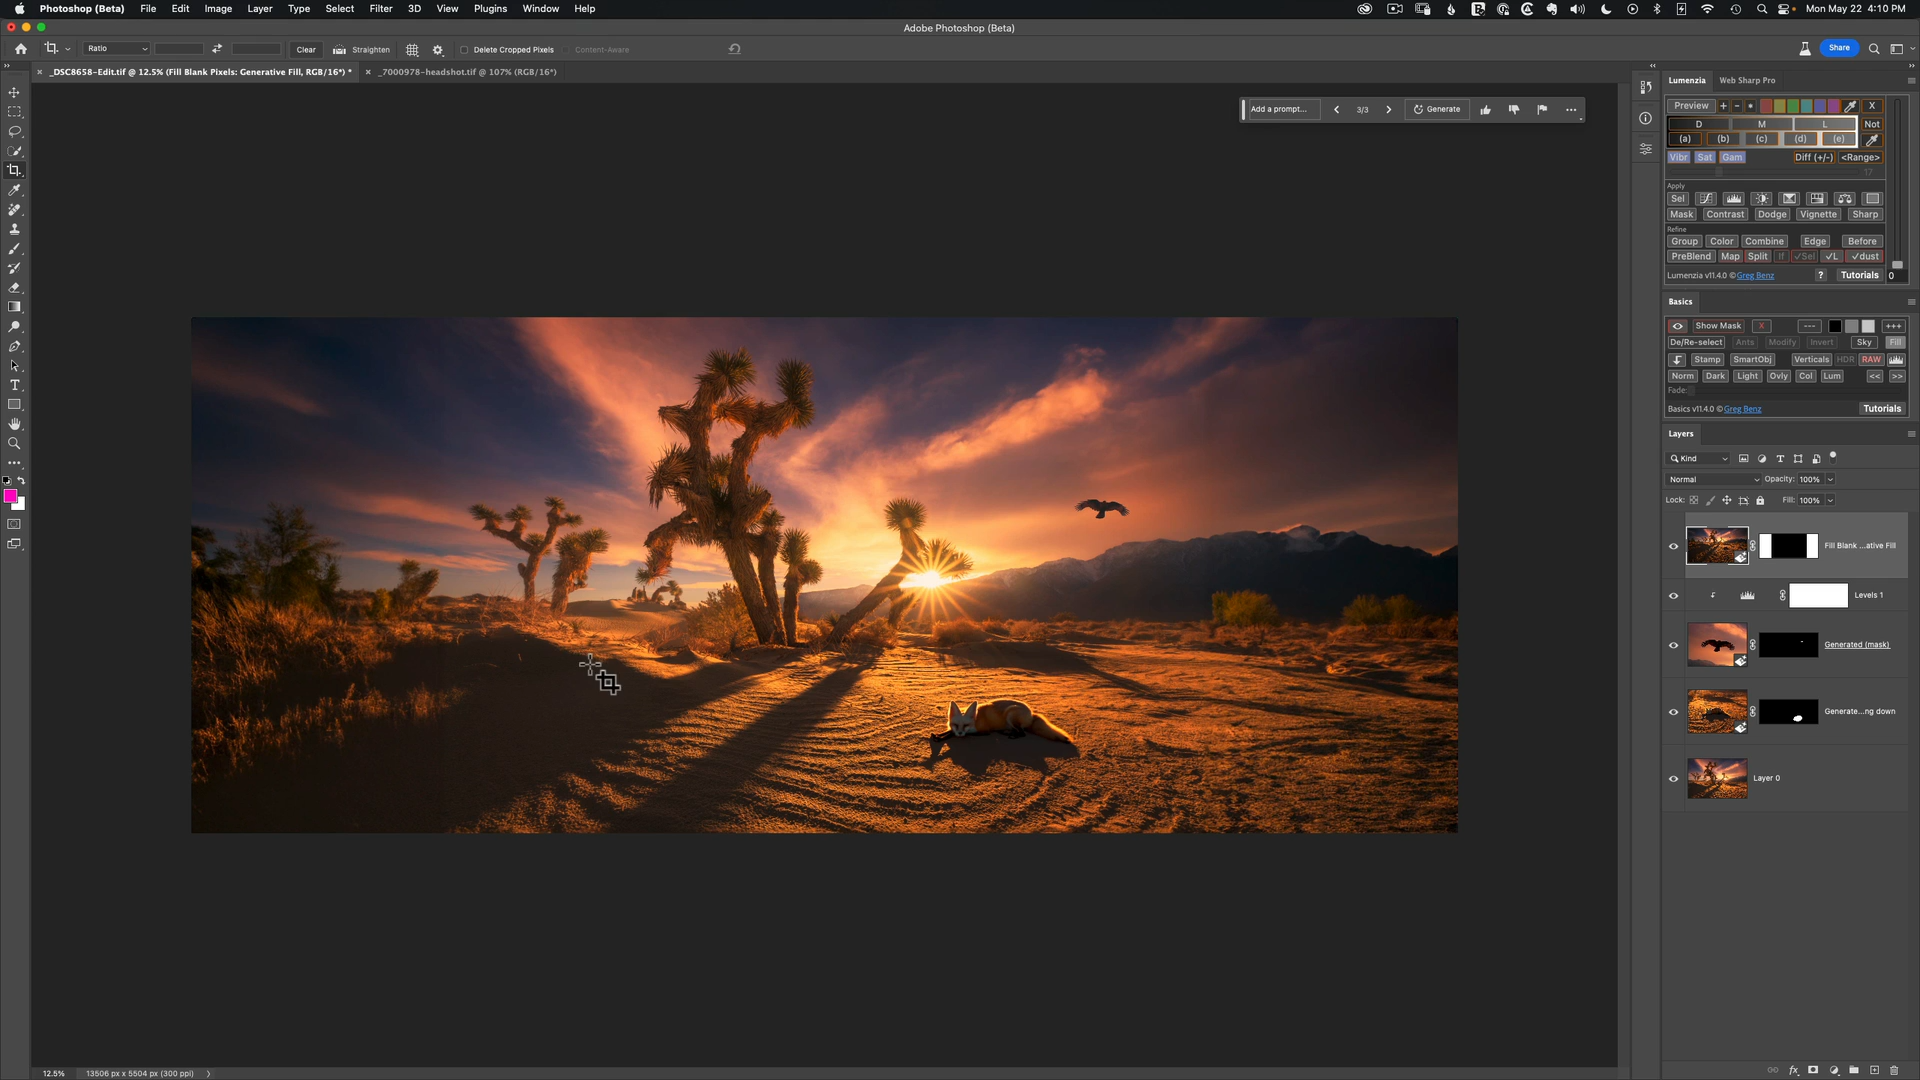 Photoshop (Beta) File Edit Image Layer Type Select Filter 3D View Plugins Window Help Mon May 22 4:10 PM
Adobe Photoshop (Beta)
Ratio Clear Straighten Delete Cropped Pixels Content-Aware Share
_DSC8658-Edit.tif @ 12.5% (Fill Blank Pixels: Generative Fill, RGB/16*) * _7000978-headshot.tif @ 107% (RGB/16*)
Add a prompt... 3/3 Generate
Lumenzia Web Sharp Pro
Preview + - X
D M L Not
(a) (b) (c) (d) (e)
Vibr Sat Gam Diff (+/-) <Range>
17
Apply
Sel
Mask Contrast Dodge Vignette Sharp
Refine
Group Color Combine Edge Before
PreBlend Map Split If ✓Sel ✓L ✓dust
Lumenzia v11.4.0 © Greg Benz ? Tutorials 0
Basics
Show Mask X --- +++
De/Re-select Ants Modify Invert Sky Fill
Stamp SmartObj Verticals HDR RAW
Norm Dark Light Ovly Col Lum << >>
Fade:
Basics v11.4.0 © Greg Benz Tutorials
Layers
Kind
Normal Opacity: 100%
Lock: Fill: 100%
Fill Blank ...ative Fill
Levels 1
Generated (mask)
Generate...ng down
Layer 0
12.5% 13506 px x 5504 px (300 ppi)